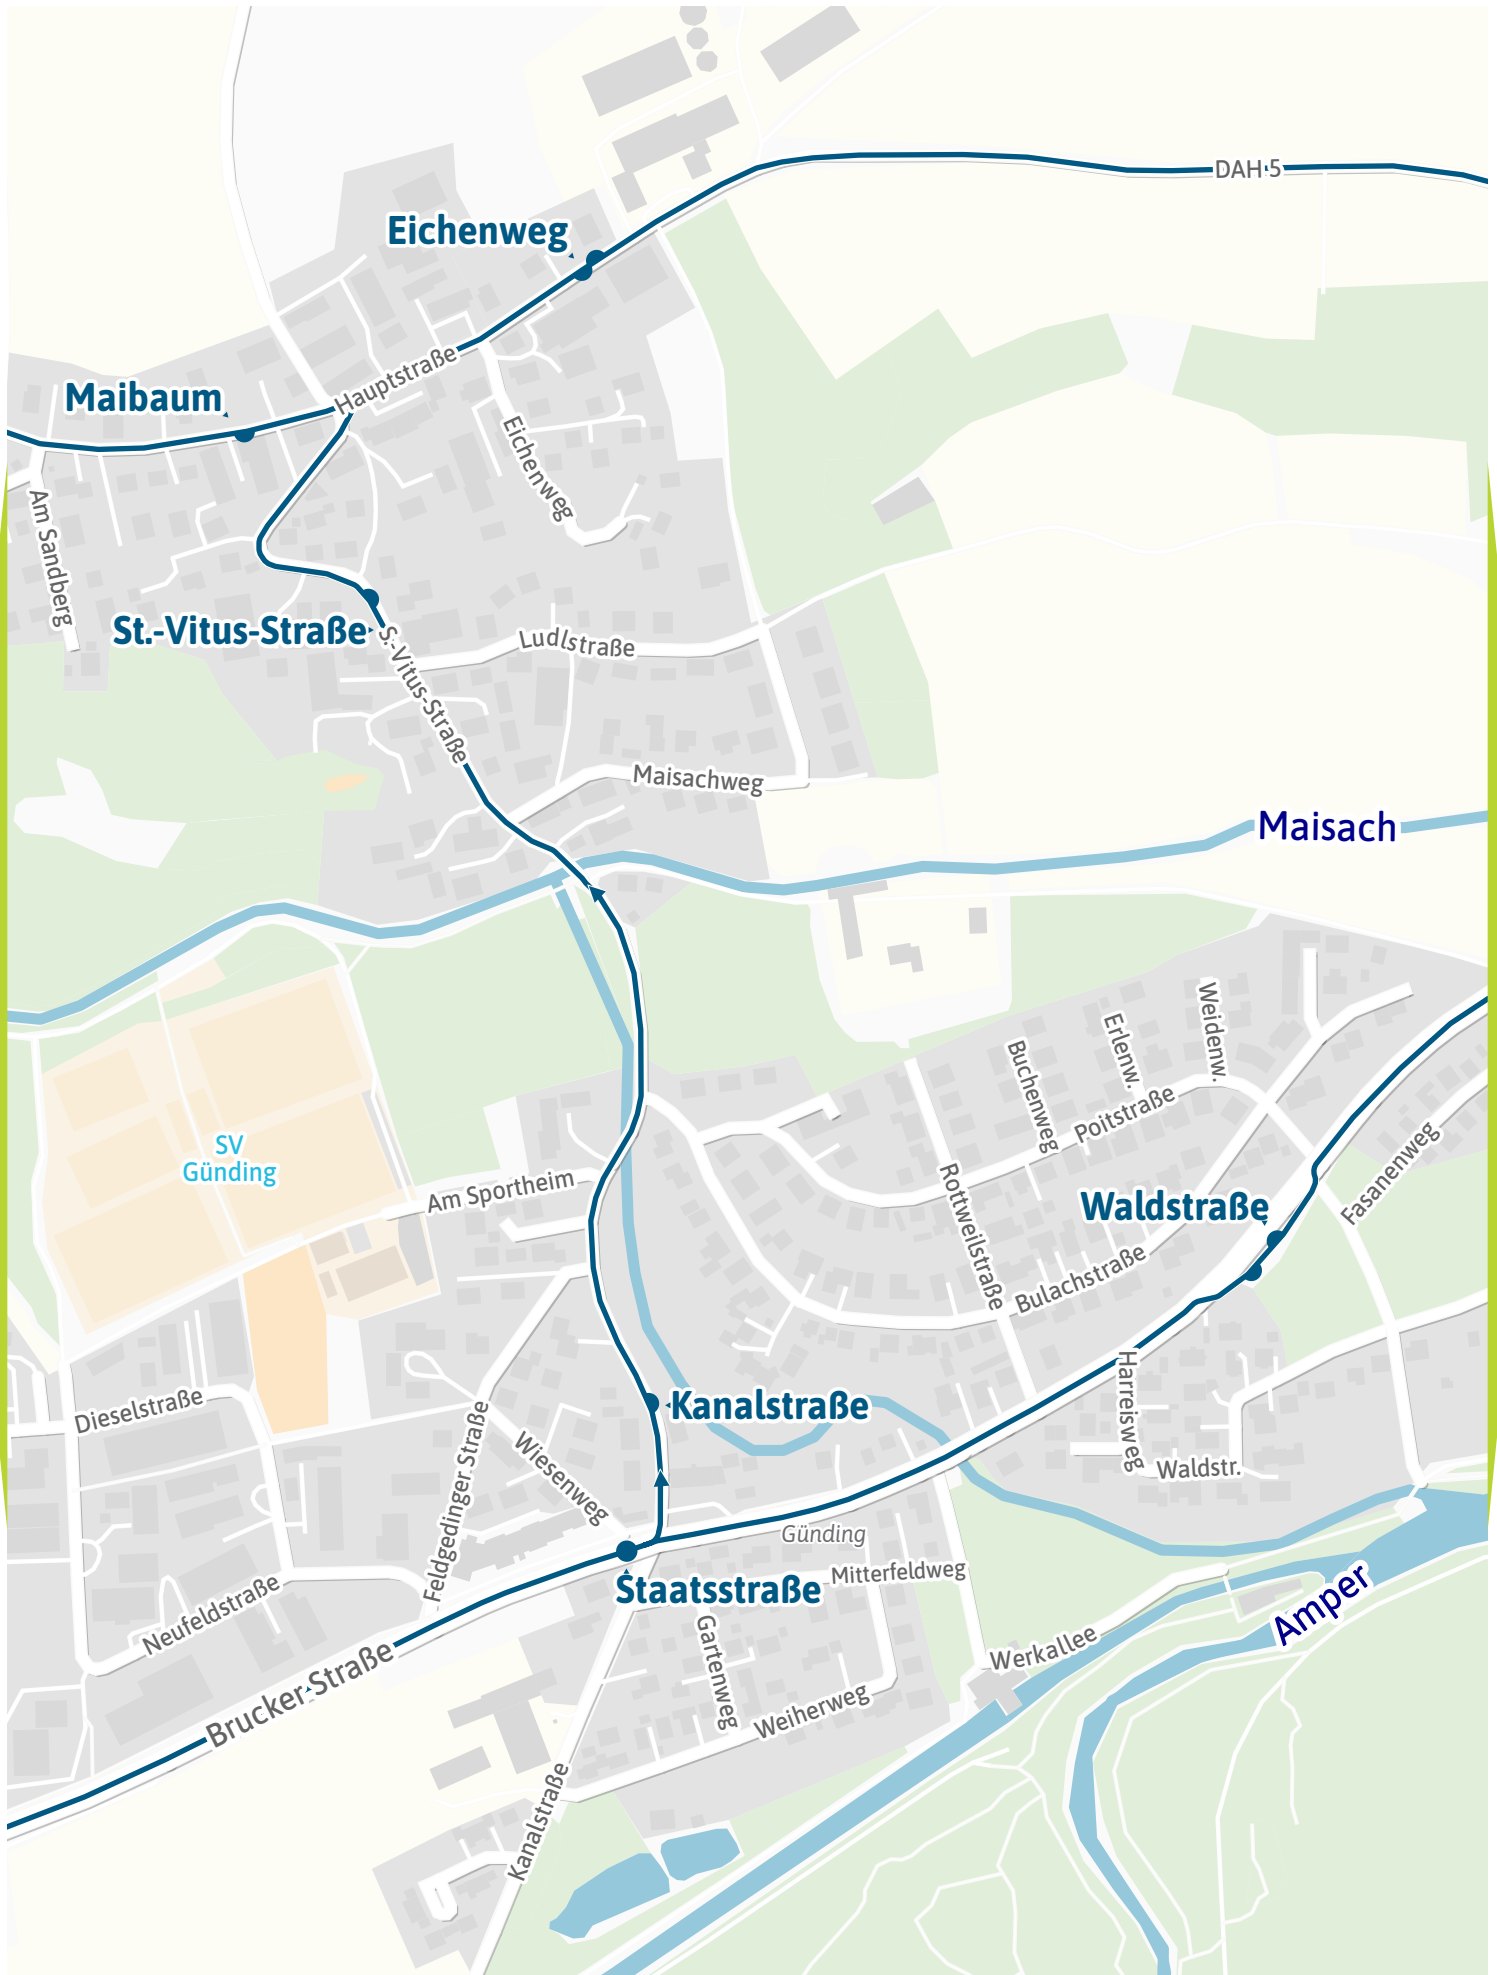 DAH 5
Eichenweg
Hauptstraße
Maibaum
Eichenweg
Am Sandberg
St.-Vitus-Straße
S.-Vitus-Straße
Ludlstraße
Maisachweg
Maisach
Weidenw.
Erlenw.
Buchenweg
Poitstraße
SV
Günding
Am Sportheim
Rottweilstraße
Waldstraße
Fasanenweg
Bulachstraße
Harreisweg
Dieselstraße
Kanalstraße
Feldgedinger Straße
Wiesenweg
Waldstr.
Günding
Staatsstraße
Mitterfeldweg
Neufeldstraße
Amper
Gartenweg
Werkallee
Brucker Straße
Weiherweg
Kanalstraße